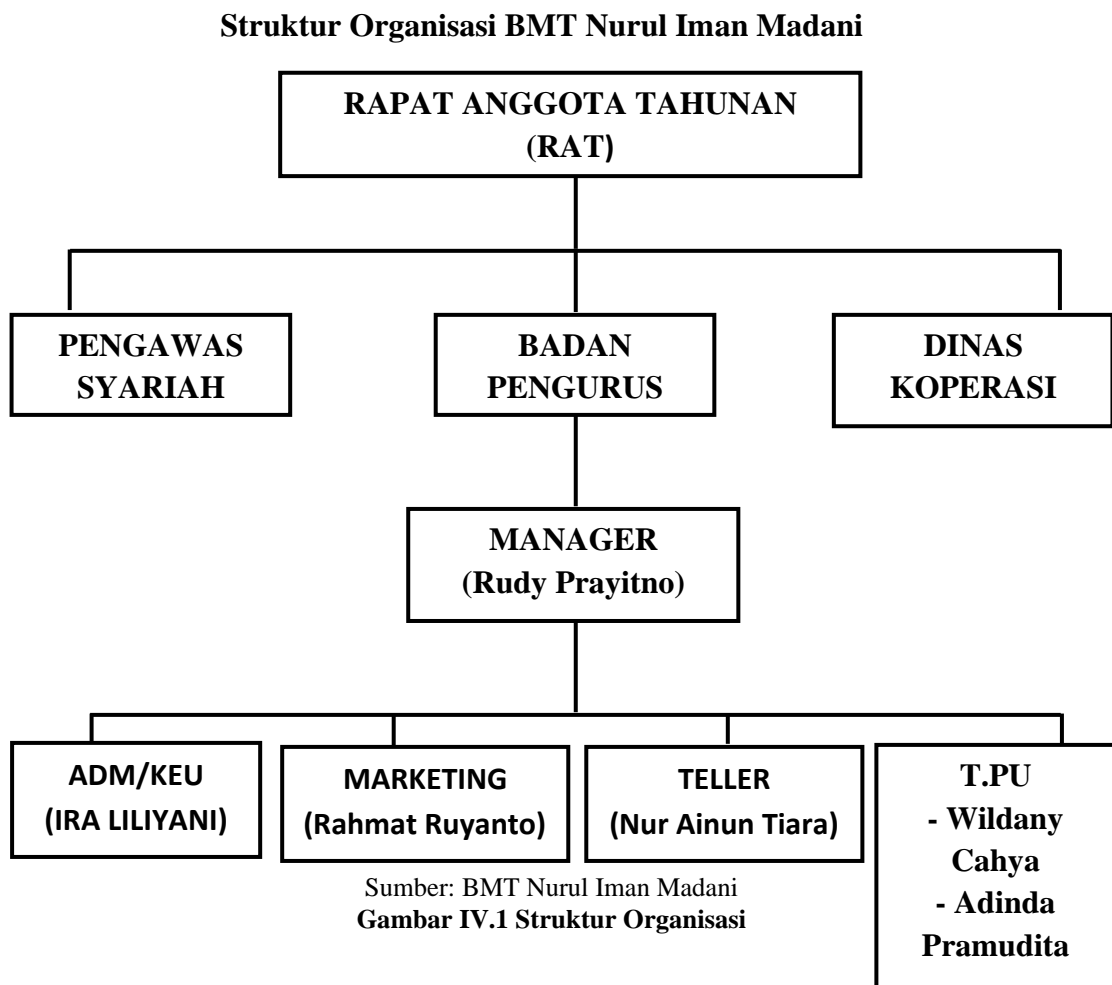 Struktur Organisasi BMT Nurul Iman Madani
RAPAT ANGGOTA TAHUNAN
(RAT)
PENGAWAS
SYARIAH
BADAN
PENGURUS
DINAS
KOPERASI
MANAGER
(Rudy Prayitno)
ADM/KEU
(IRA LILIYANI)
MARKETING
(Rahmat Ruyanto)
TELLER
(Nur Ainun Tiara)
T.PU
- Wildany
Cahya
- Adinda
Pramudita
Sumber: BMT Nurul Iman Madani
Gambar IV.1 Struktur Organisasi